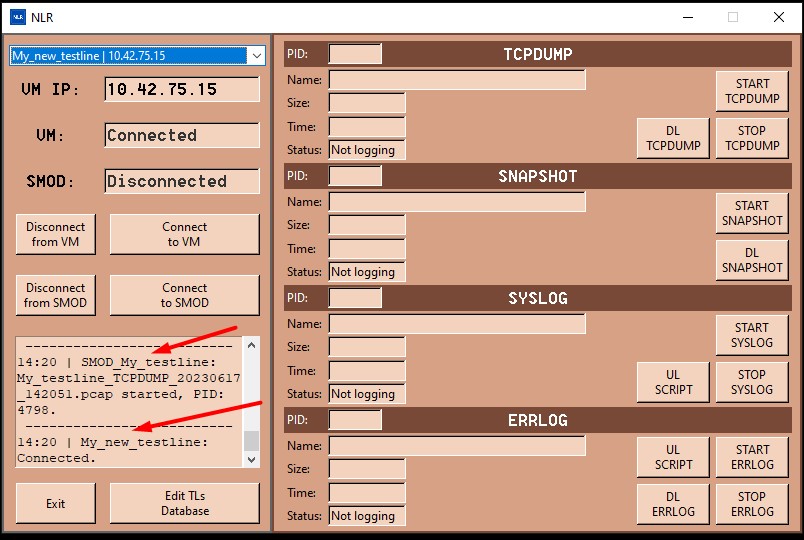 NLR
NLR
My_new_testline | 10.42.75.15
VM IP: 10.42.75.15
VM: Connected
SMOD: Disconnected
Disconnect
from VM
Connect
to VM
Disconnect
from SMOD
Connect
to SMOD
---------------------------
14:20 | SMOD_My_testline:
My_testline_TCPDUMP_20230617
_142051.pcap started, PID:
4798.
---------------------------
14:20 | My_new_testline:
Connected.
Exit
Edit TLs
Database
PID: TCPDUMP
Name:
Size:
Time:
Status: Not logging
START
TCPDUMP
DL
TCPDUMP
STOP
TCPDUMP
PID: SNAPSHOT
Name:
Size:
Time:
Status: Not logging
START
SNAPSHOT
DL
SNAPSHOT
PID: SYSLOG
Name:
Size:
Time:
Status: Not logging
START
SYSLOG
UL
SCRIPT
STOP
SYSLOG
PID: ERRLOG
Name:
Size:
Time:
Status: Not logging
UL
SCRIPT
START
ERRLOG
DL
ERRLOG
STOP
ERRLOG